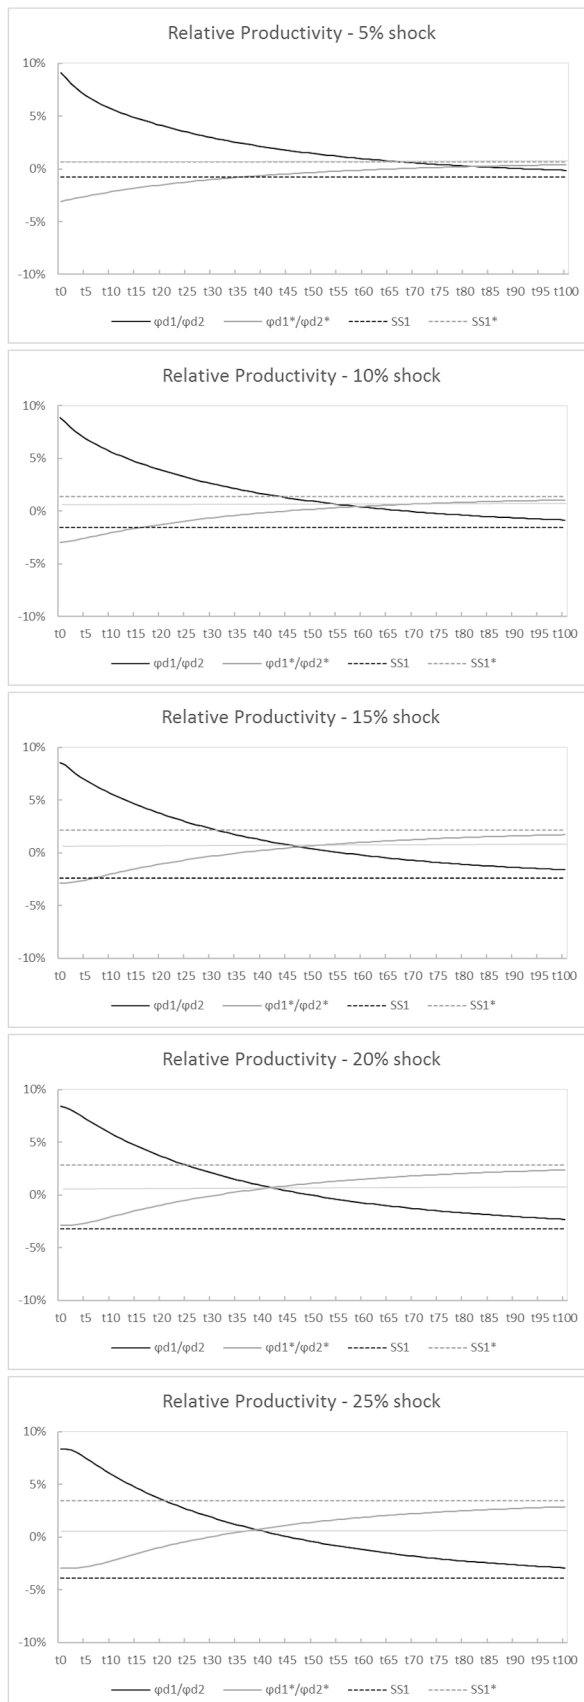 Relative Productivity - 5% shock
10%
5%
0%
-5%
-10%
t0 t5 t10 t15 t20 t25 t30 t35 t40 t45 t50 t55 t60 t65 t70 t75 t80 t85 t90 t95 t100
φd1/φd2 φd1*/φd2* SS1 SS1*
Relative Productivity - 10% shock
10%
5%
0%
-5%
-10%
t0 t5 t10 t15 t20 t25 t30 t35 t40 t45 t50 t55 t60 t65 t70 t75 t80 t85 t90 t95 t100
φd1/φd2 φd1*/φd2* SS1 SS1*
Relative Productivity - 15% shock
10%
5%
0%
-5%
-10%
t0 t5 t10 t15 t20 t25 t30 t35 t40 t45 t50 t55 t60 t65 t70 t75 t80 t85 t90 t95 t100
φd1/φd2 φd1*/φd2* SS1 SS1*
Relative Productivity - 20% shock
10%
5%
0%
-5%
-10%
t0 t5 t10 t15 t20 t25 t30 t35 t40 t45 t50 t55 t60 t65 t70 t75 t80 t85 t90 t95 t100
φd1/φd2 φd1*/φd2* SS1 SS1*
Relative Productivity - 25% shock
10%
5%
0%
-5%
-10%
t0 t5 t10 t15 t20 t25 t30 t35 t40 t45 t50 t55 t60 t65 t70 t75 t80 t85 t90 t95 t100
φd1/φd2 φd1*/φd2* SS1 SS1*